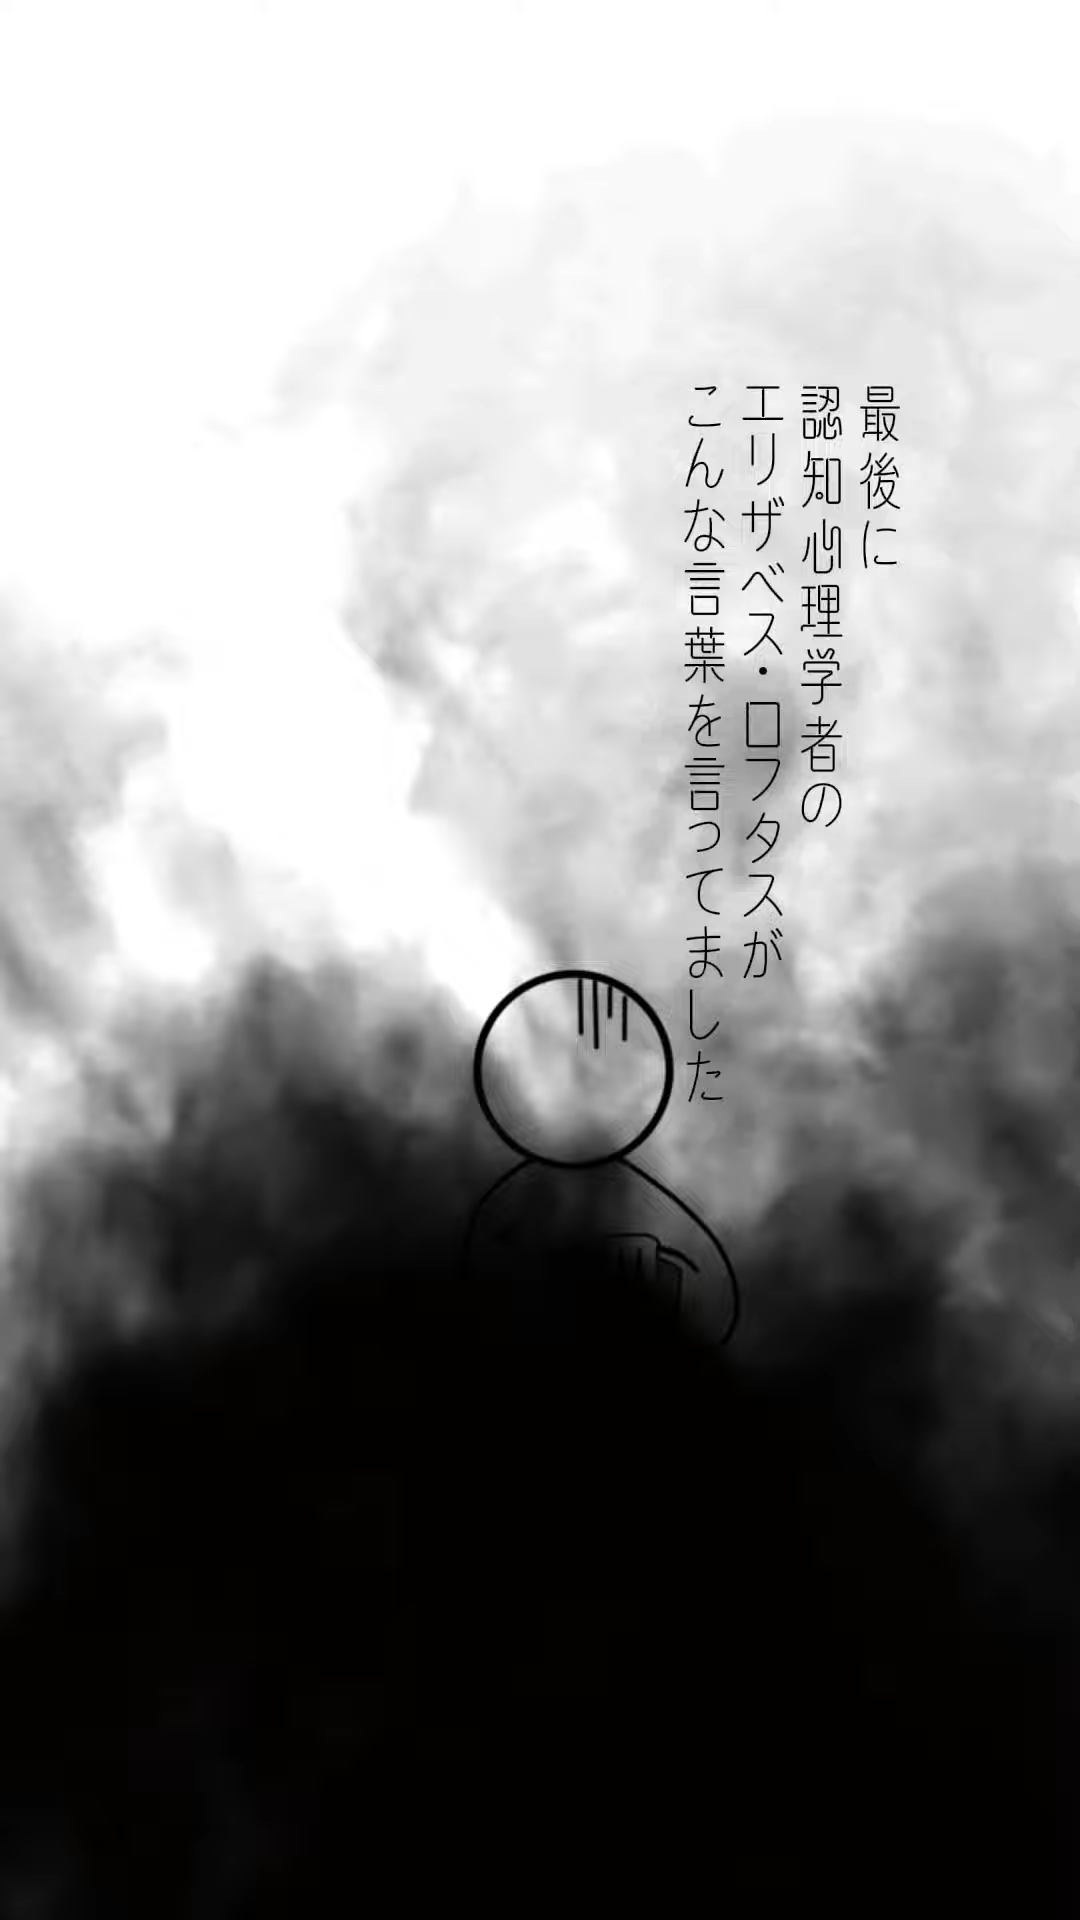 最後に
認知心理学者の
エリザベス・ロフタスが
こんな言葉を言ってました